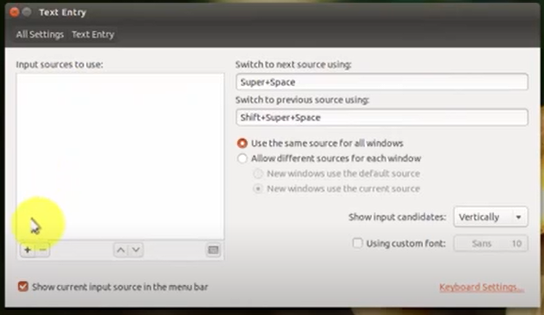 Text Entry
All Settings Text Entry
Input sources to use:
Switch to next source using:
Super+Space
Switch to previous source using:
Shift+Super+Space
Use the same source for all windows
Allow different sources for each window
New windows use the default source
New windows use the current source
Show input candidates: Vertically
Using custom font: Sans 10
Show current input source in the menu bar
Keyboard Settings...